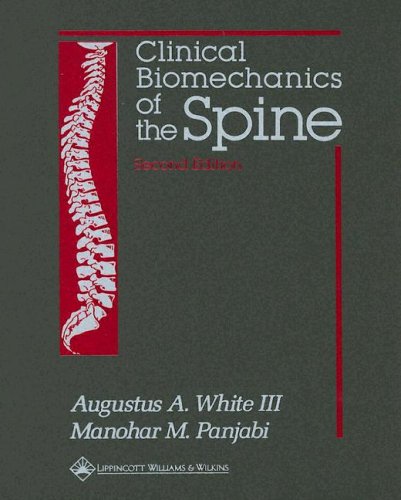 Clinical
Biomechanics
of
the Spine
Second Edition
Augustus A. White III
Manohar M. Panjabi
LIPPINCOTT WILLIAMS & WILKINS